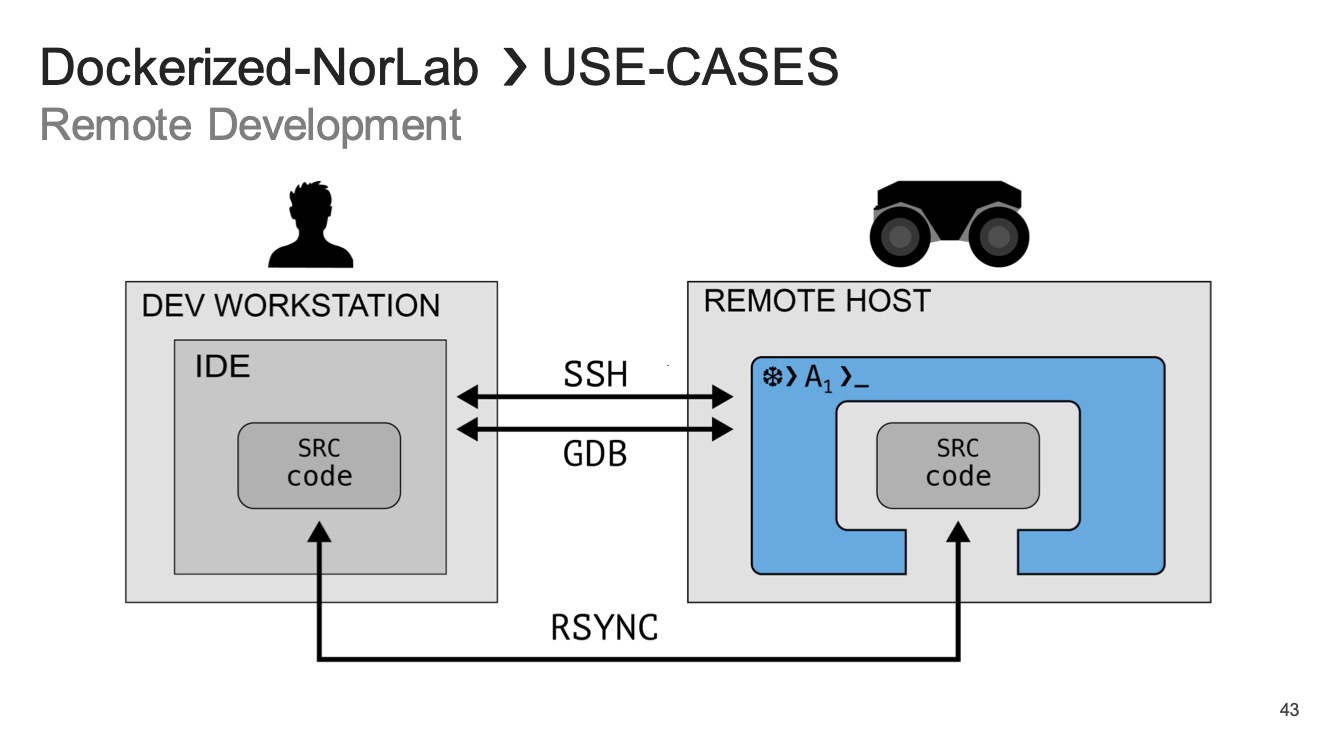 Dockerized-NorLab ❯ USE-CASES
Remote Development
DEV WORKSTATION
IDE
SRC
code
SSH
GDB
REMOTE HOST
❄❯ A₁ ❯_
SRC
code
RSYNC
43